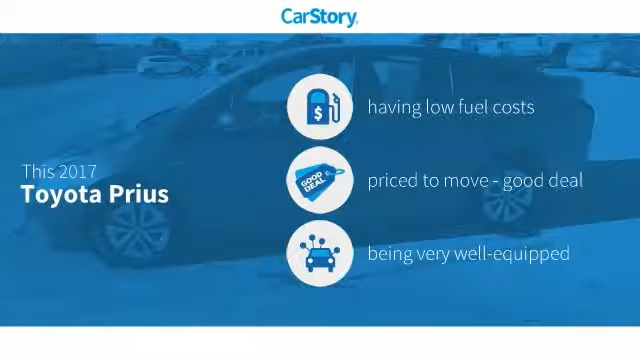 CarStory.
This 2017
Toyota Prius
$
having low fuel costs
GOOD
DEAL
priced to move - good deal
being very well-equipped